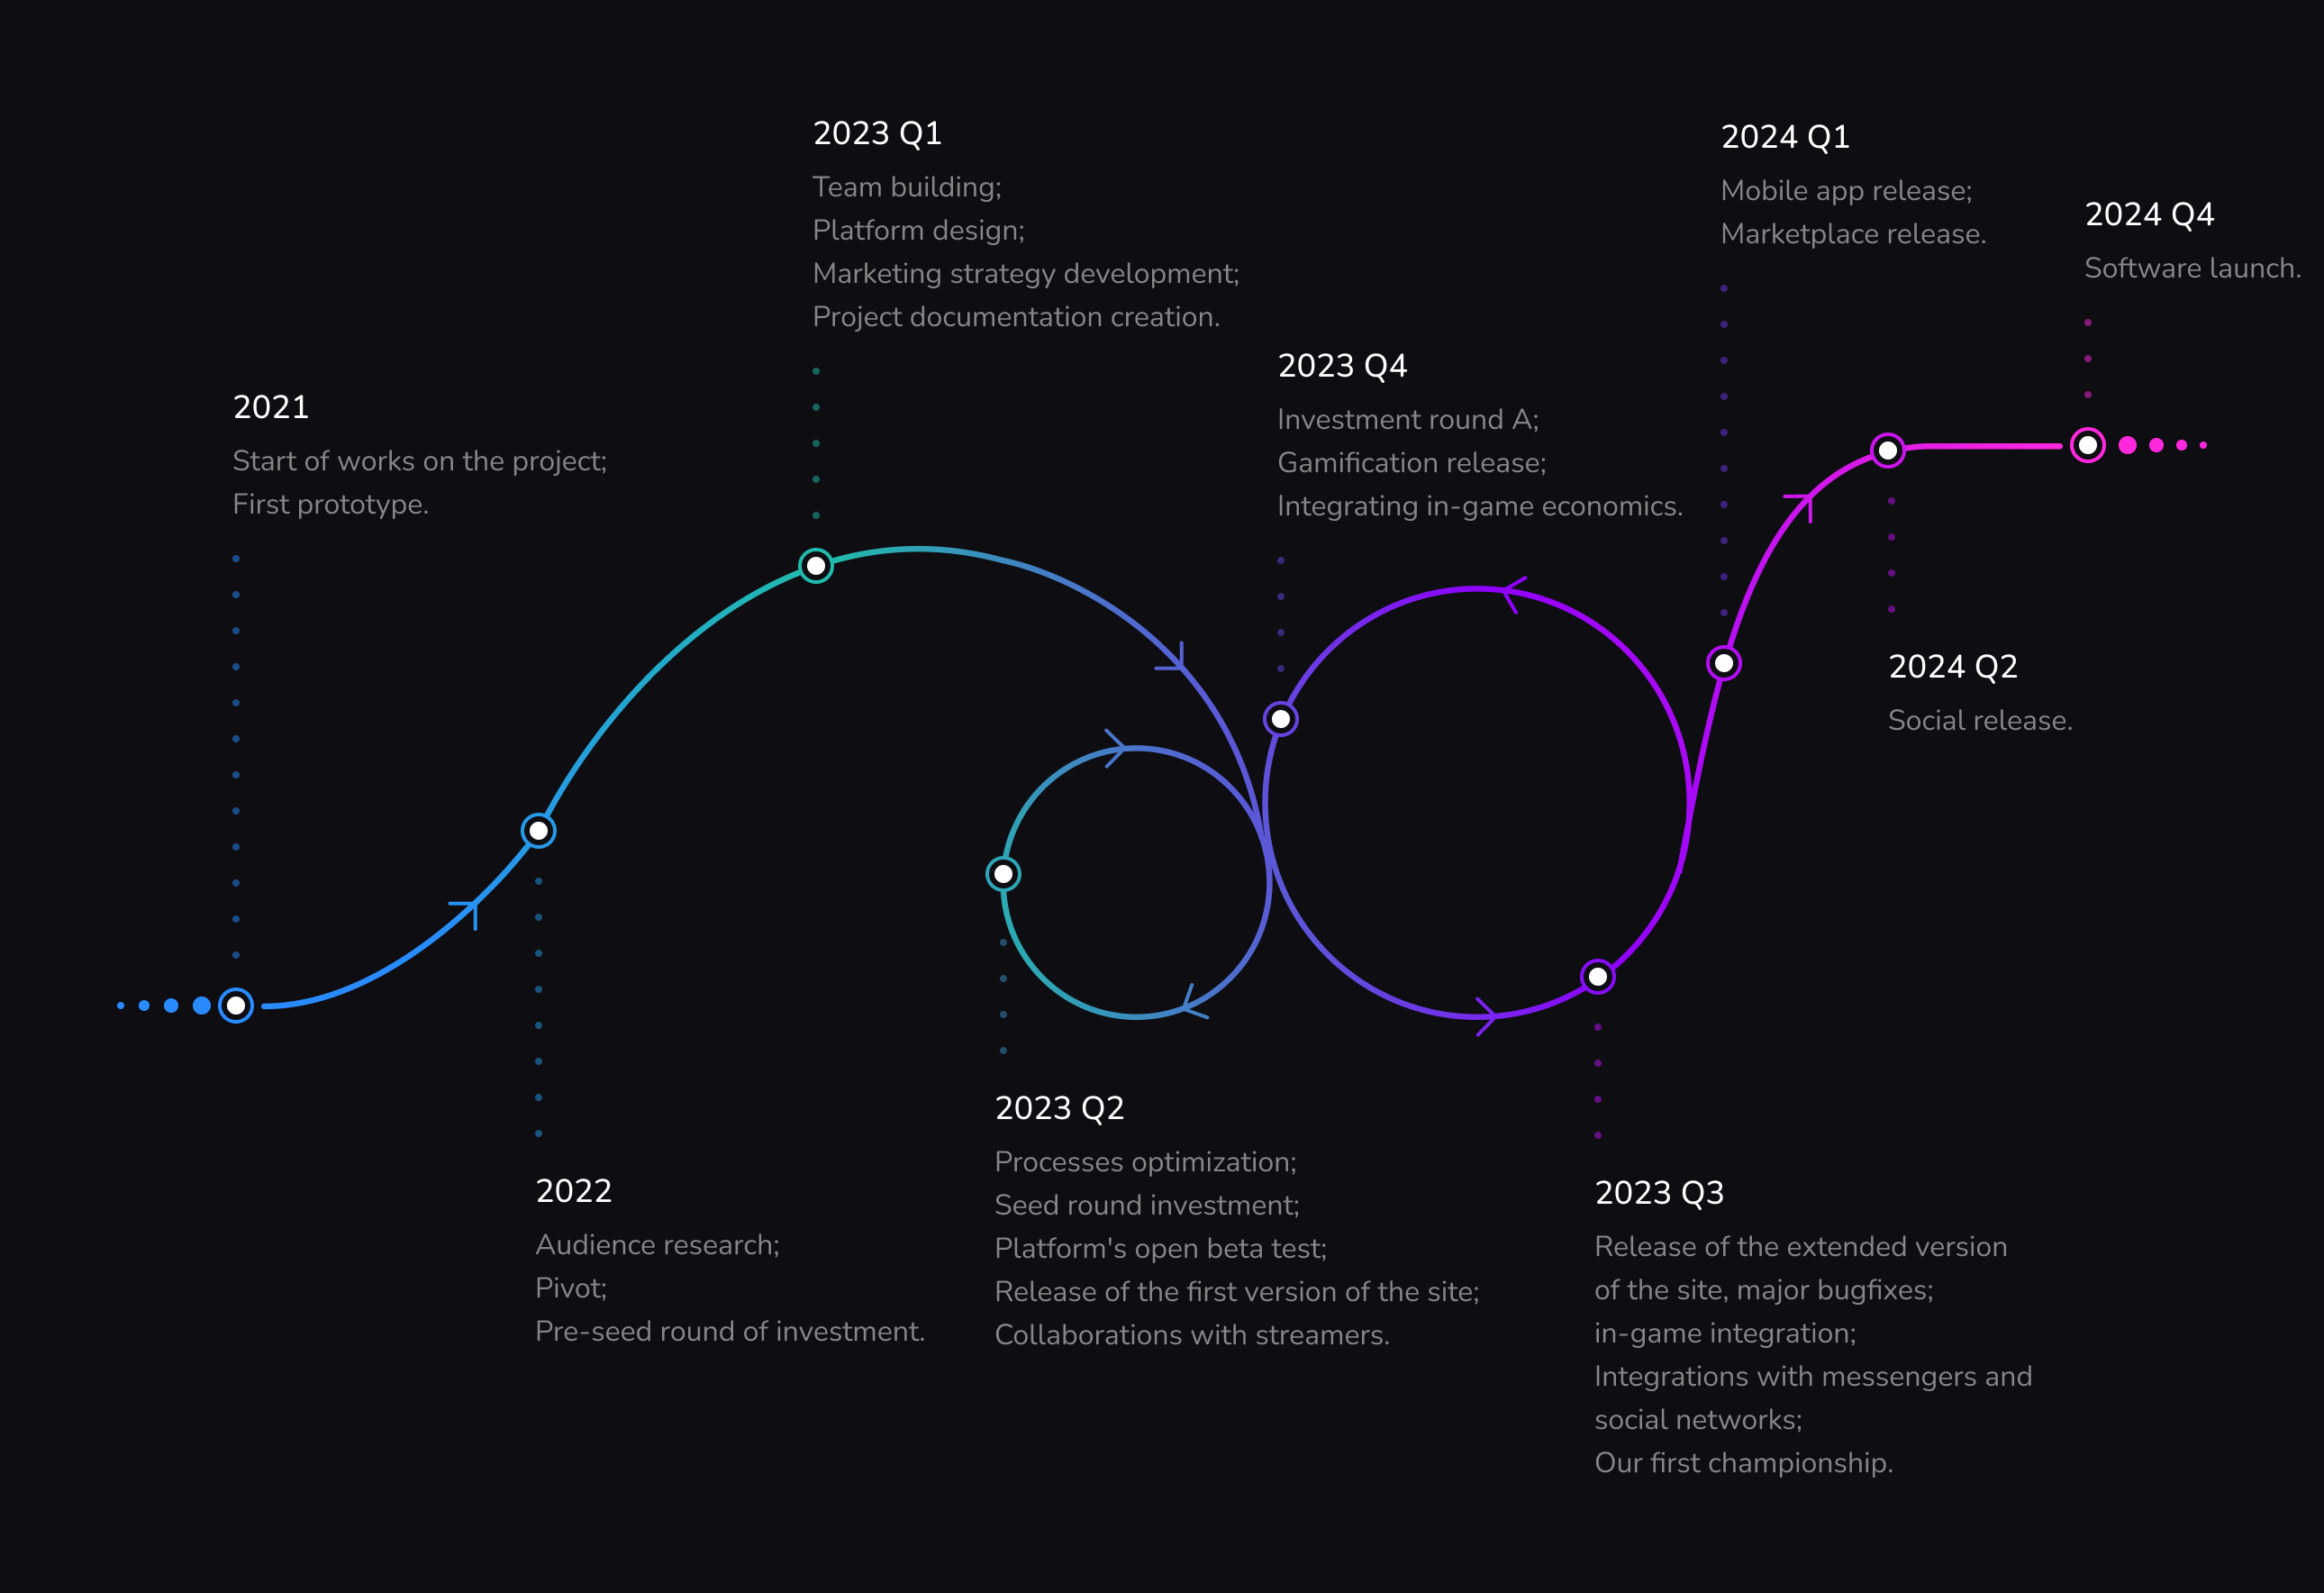 2021
Start of works on the project;
First prototype.
2022
Audience research;
Pivot;
Pre-seed round of investment.
2023 Q1
Team building;
Platform design;
Marketing strategy development;
Project documentation creation.
2023 Q2
Processes optimization;
Seed round investment;
Platform's open beta test;
Release of the first version of the site;
Collaborations with streamers.
2023 Q3
Release of the extended version
of the site, major bugfixes;
in-game integration;
Integrations with messengers and
social networks;
Our first championship.
2023 Q4
Investment round A;
Gamification release;
Integrating in-game economics.
2024 Q1
Mobile app release;
Marketplace release.
2024 Q2
Social release.
2024 Q4
Software launch.